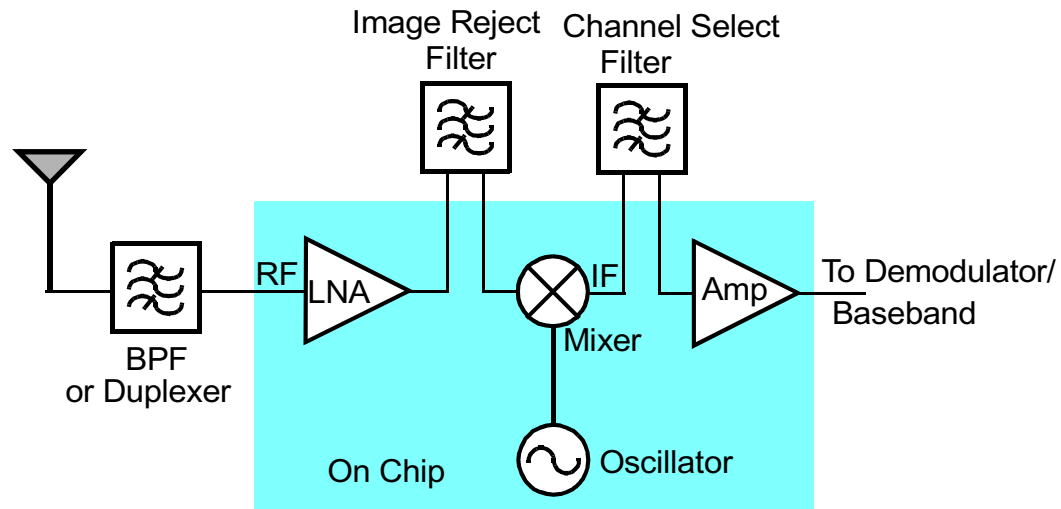 Image Reject
Filter
Channel Select
Filter
RF
LNA
IF
Mixer
Amp
To Demodulator/
Baseband
BPF
or Duplexer
On Chip
Oscillator